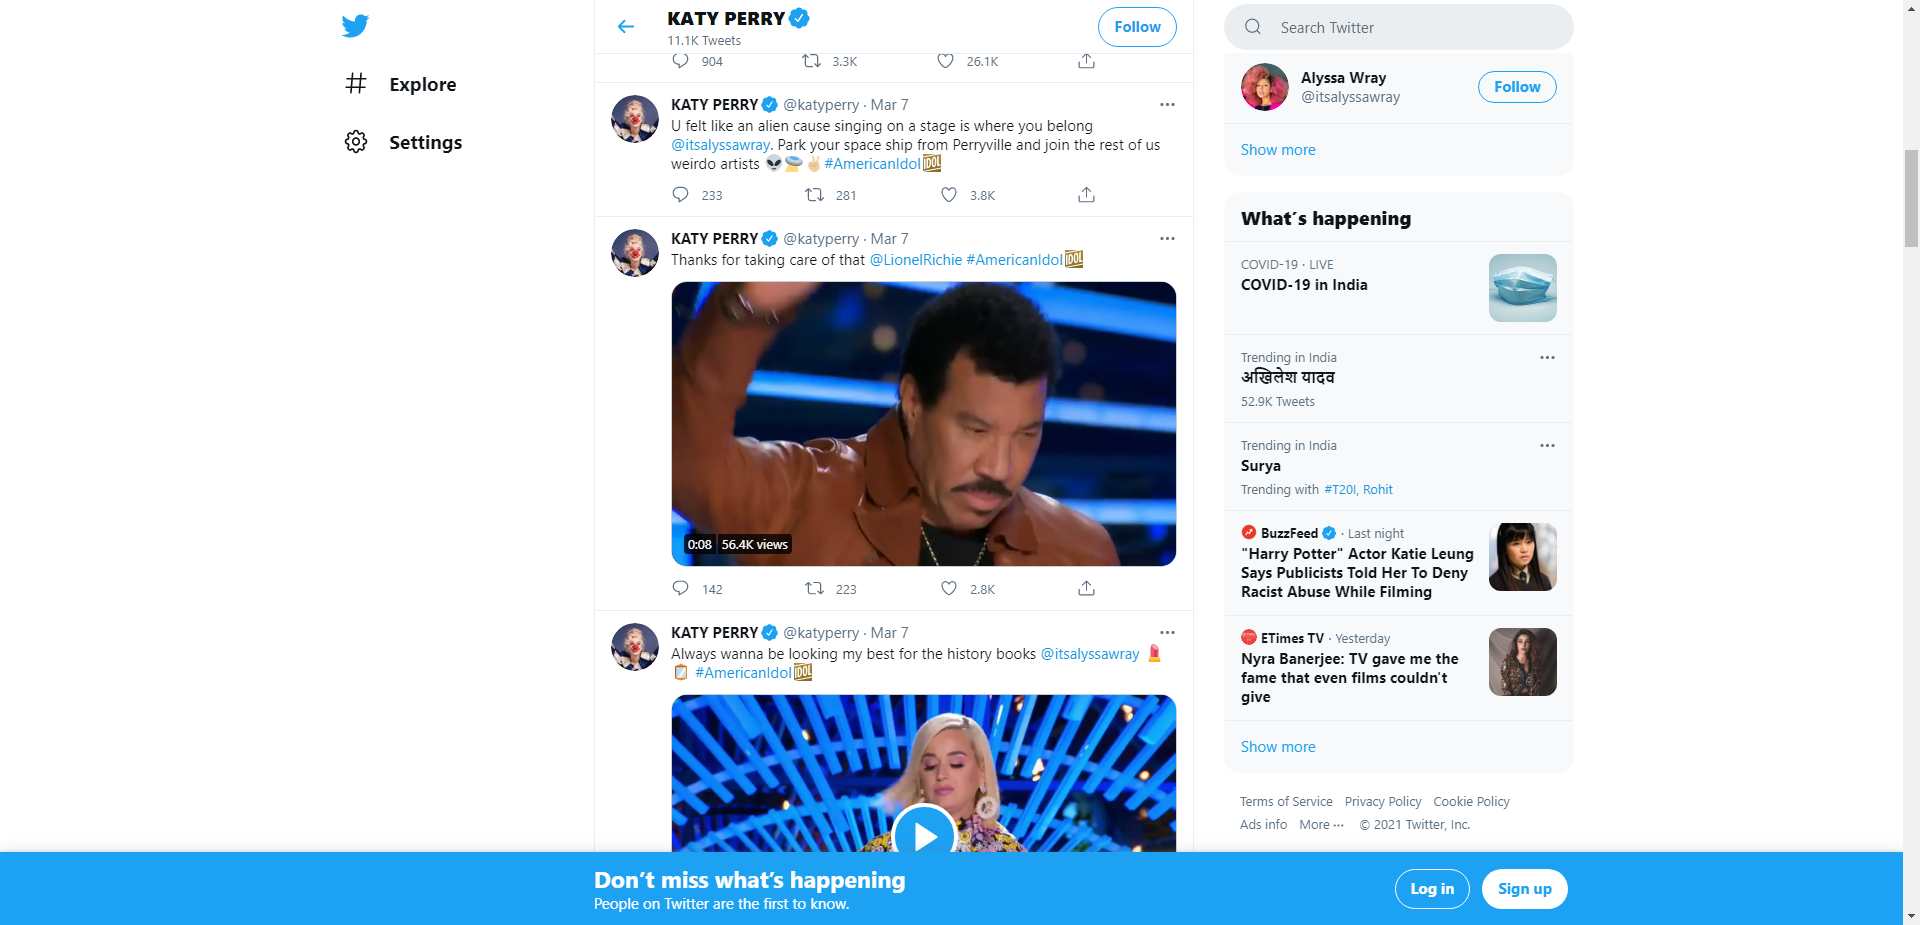 KATY PERRY
11.1K Tweets
Follow
Search Twitter
Explore
Settings
904 3.3K 26.1K
KATY PERRY @katyperry · Mar 7
U felt like an alien cause singing on a stage is where you belong
@itsalyssawray. Park your space ship from Perryville and join the rest of us
weirdo artists 👽🛸✌🏻 #AmericanIdol IDOL
233 281 3.8K
KATY PERRY @katyperry · Mar 7
Thanks for taking care of that @LionelRichie #AmericanIdol IDOL
0:08 56.4K views
142 223 2.8K
KATY PERRY @katyperry · Mar 7
Always wanna be looking my best for the history books @itsalyssawray 💄
📋 #AmericanIdol IDOL
Alyssa Wray
@itsalyssawray
Follow
Show more
What's happening
COVID-19 · LIVE
COVID-19 in India
Trending in India
अखिलेश यादव
52.9K Tweets
Trending in India
Surya
Trending with #T20I, Rohit
BuzzFeed · Last night
"Harry Potter" Actor Katie Leung
Says Publicists Told Her To Deny
Racist Abuse While Filming
ETimes TV · Yesterday
Nyra Banerjee: TV gave me the
fame that even films couldn't
give
Show more
Terms of Service Privacy Policy Cookie Policy
Ads info More ··· © 2021 Twitter, Inc.
Don't miss what's happening
People on Twitter are the first to know.
Log in
Sign up